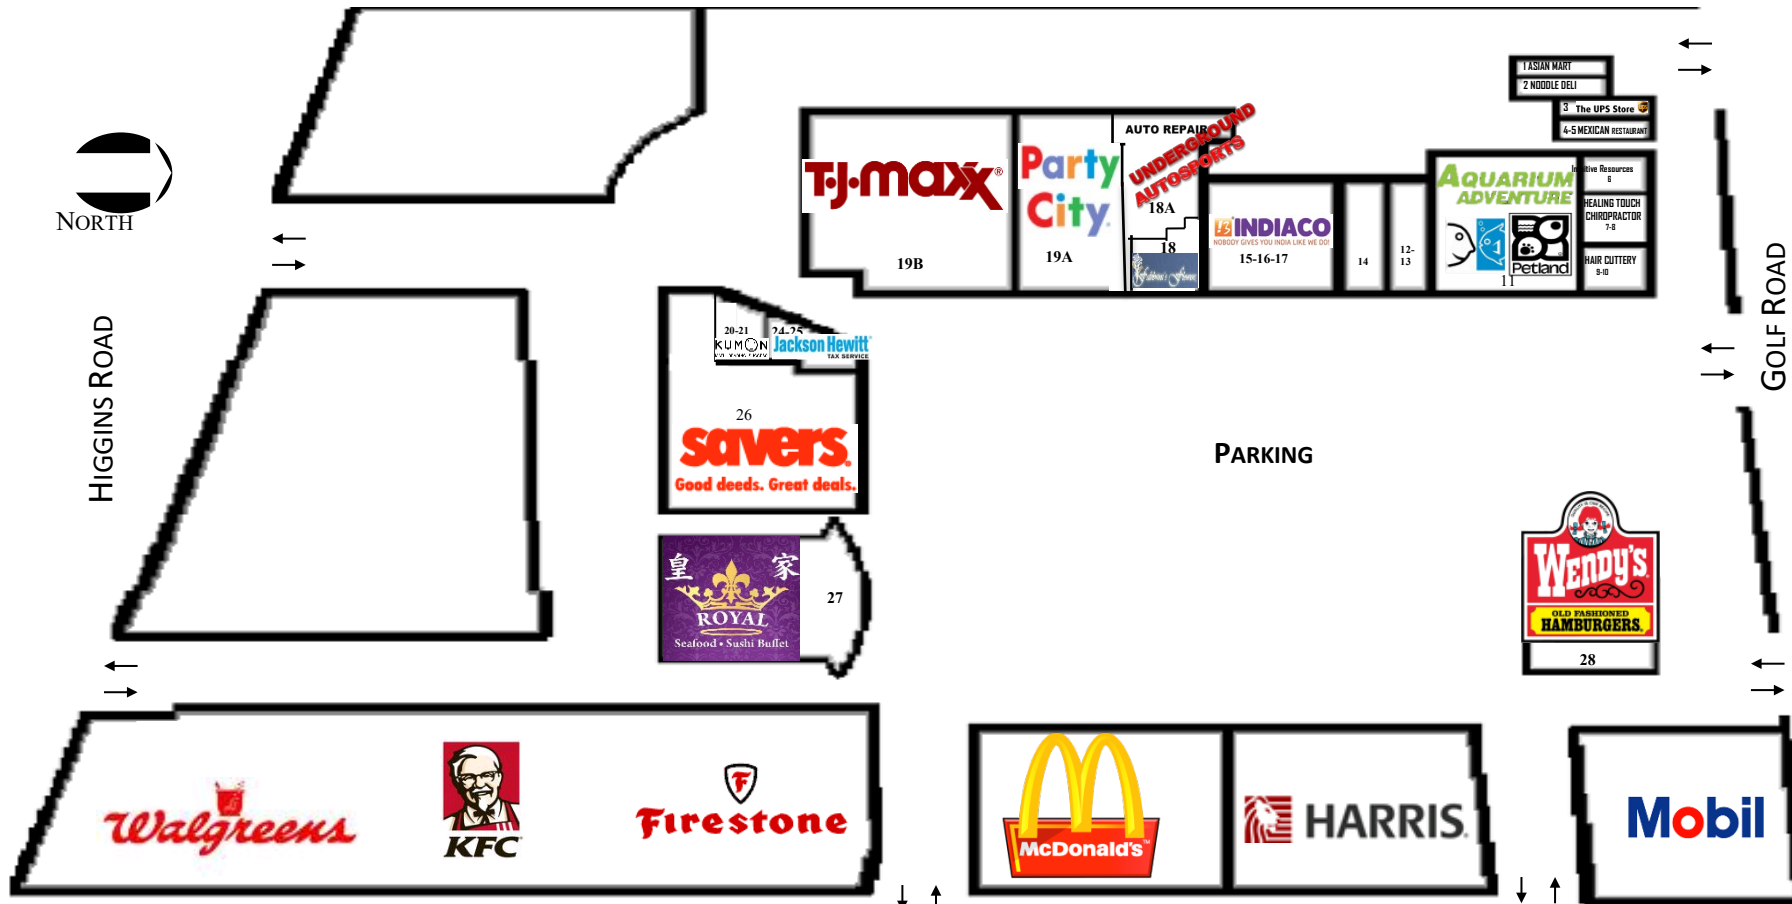 NORTH
HIGGINS ROAD
GOLF ROAD
1 ASIAN MART
2 NOODLE DELI
3 The UPS Store ups
4-5 MEXICAN RESTAURANT
T·J·maxx®
19B
Party
City
19A
AUTO REPAIR
UNDERGROUND
AUTOSPORTS
18A
18
INDIACO
NOBODY GIVES YOU INDIA LIKE WE DO!
15-16-17
14
12-
13
AQUARIUM
ADVENTURE
Petland
11
Resources
6
HEALING TOUCH
CHIROPRACTOR
7-8
HAIR CUTTERY
9-10
20-21
KUMON
24-25
Jackson Hewitt®
TAX SERVICE
26
savers.
Good deeds. Great deals.
PARKING
皇 家
ROYAL
Seafood • Sushi Buffet
27
WENDY'S
OLD FASHIONED
HAMBURGERS.
28
Walgreens
KFC
F
Firestone
McDonald's™
HARRIS
Mobil